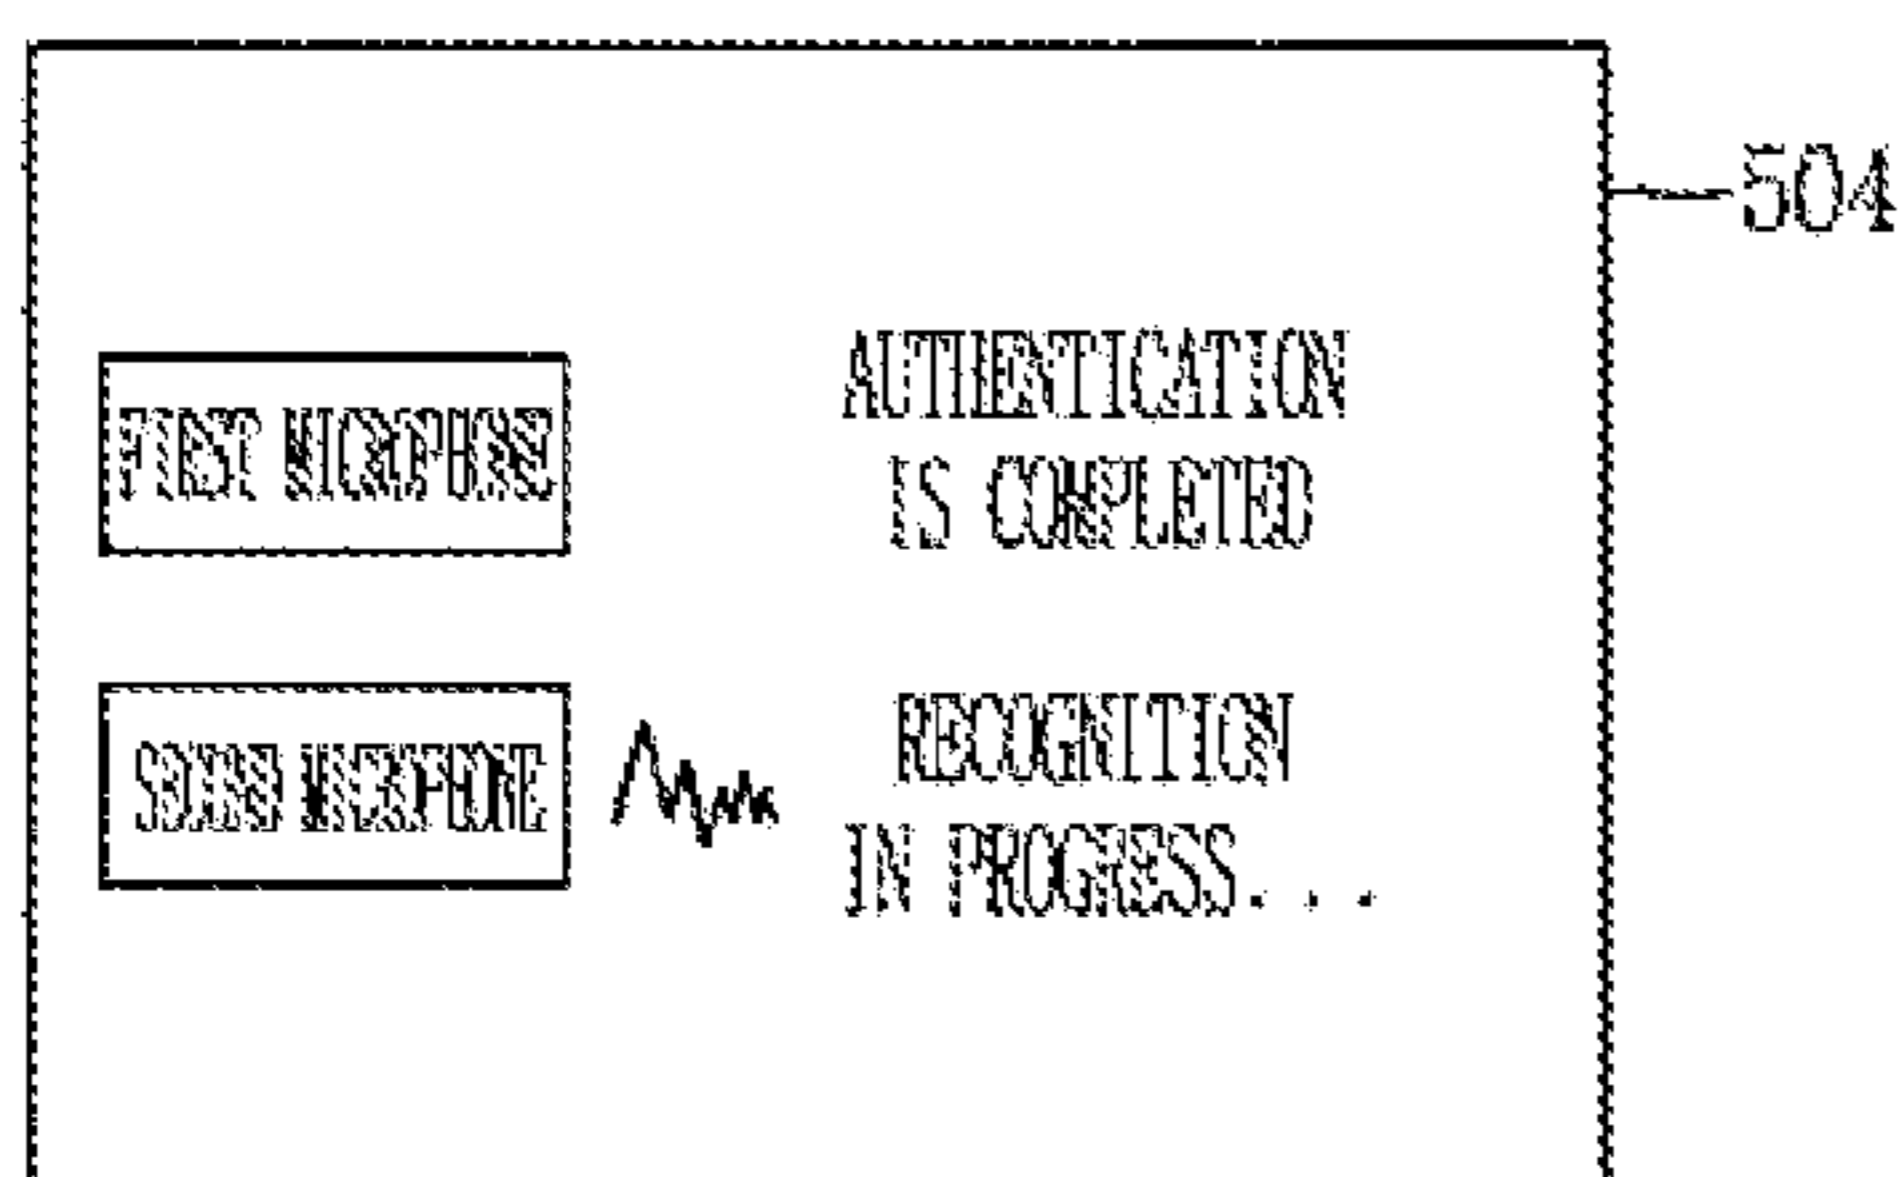 504
AUTHENTICATION
IS COMPLETED
FIRST MICROPHONE
RECOGNITION
IN PROGRESS...
SECOND MICROPHONE